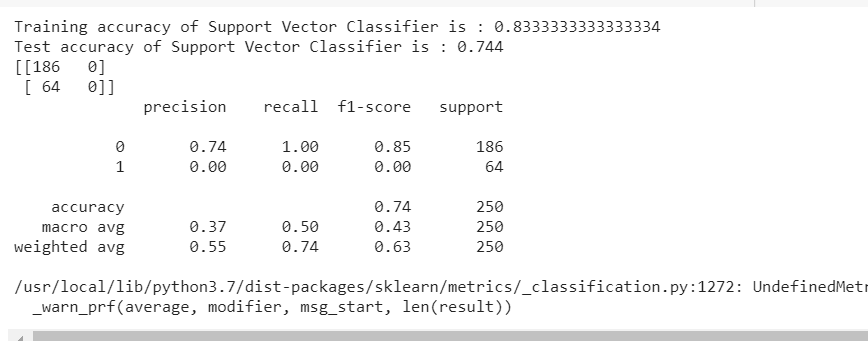 Training accuracy of Support Vector Classifier is : 0.8333333333333334
Test accuracy of Support Vector Classifier is : 0.744
[[186   0]
 [ 64   0]]
              precision    recall  f1-score   support

           0       0.74      1.00      0.85       186
           1       0.00      0.00      0.00        64

    accuracy                           0.74       250
   macro avg       0.37      0.50      0.43       250
weighted avg       0.55      0.74      0.63       250

/usr/local/lib/python3.7/dist-packages/sklearn/metrics/_classification.py:1272: UndefinedMetr
  _warn_prf(average, modifier, msg_start, len(result))